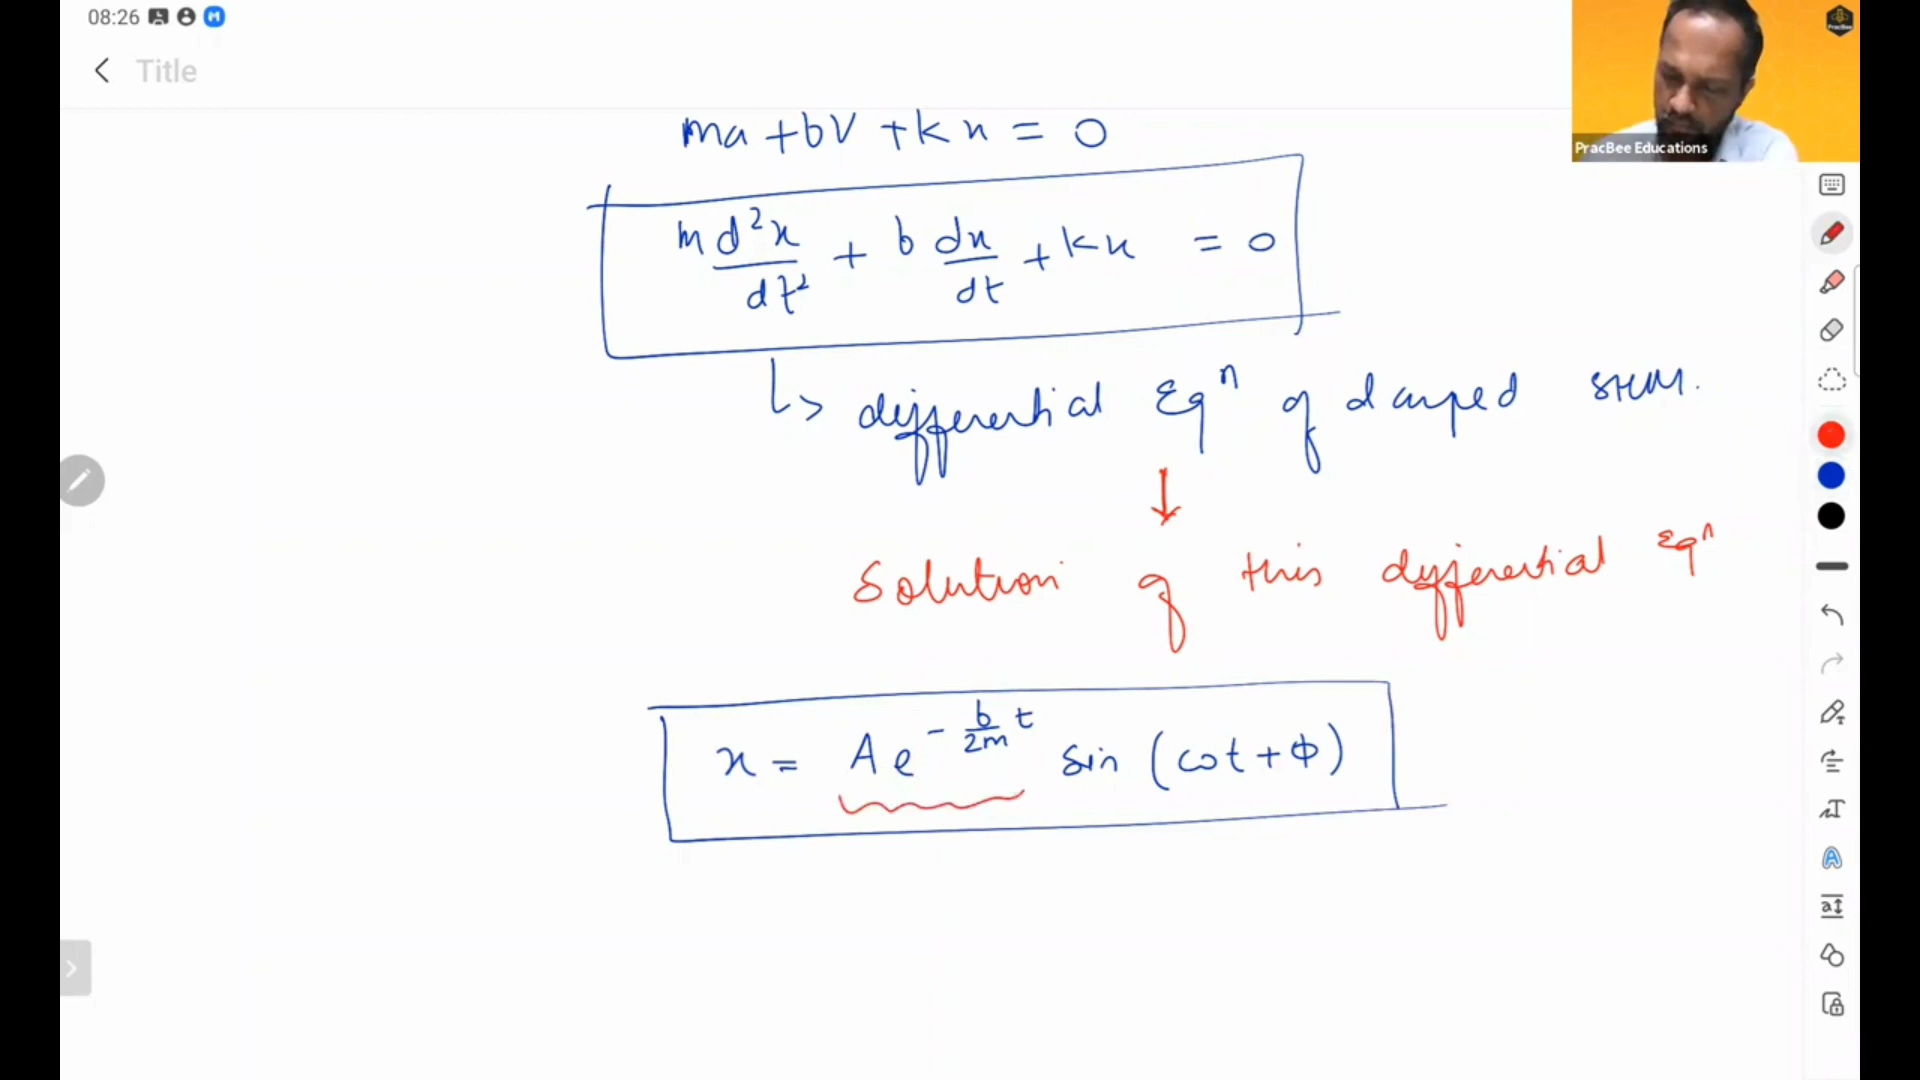 08:26
Title
PracBee Educations
ma + bv + kx = 0
m d²x/dt² + b dx/dt + kx = 0
↳ differential Eqⁿ of damped SHM.
↓
Solution of this differential Eqⁿ
x = A e^(-b/2m t) sin (ωt + φ)